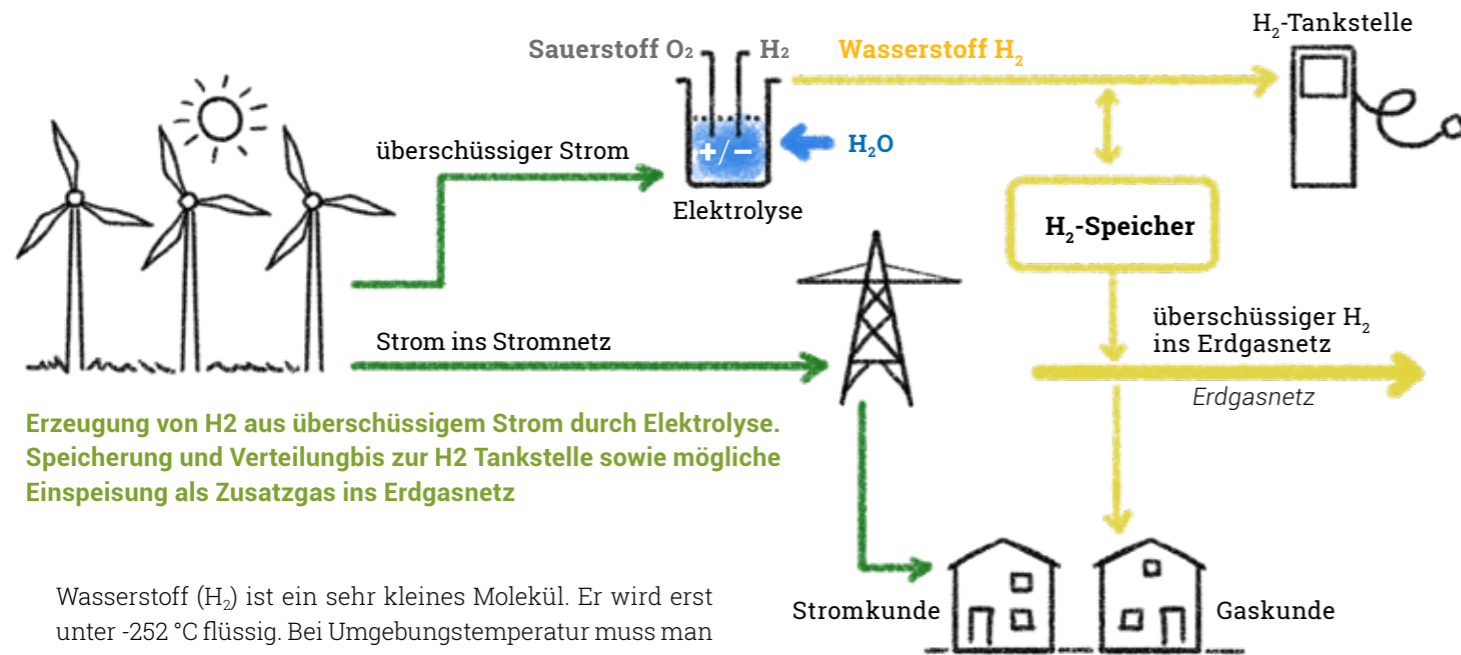 H₂-Tankstelle
Sauerstoff O₂
H₂
Wasserstoff H₂
überschüssiger Strom
+/−
H₂O
Elektrolyse
H₂-Speicher
Strom ins Stromnetz
überschüssiger H₂
ins Erdgasnetz
Erdgasnetz
Erzeugung von H2 aus überschüssigem Strom durch Elektrolyse.
Speicherung und Verteilungbis zur H2 Tankstelle sowie mögliche
Einspeisung als Zusatzgas ins Erdgasnetz
Stromkunde
Gaskunde
Wasserstoff (H₂) ist ein sehr kleines Molekül. Er wird erst
unter -252 °C flüssig. Bei Umgebungstemperatur muss man